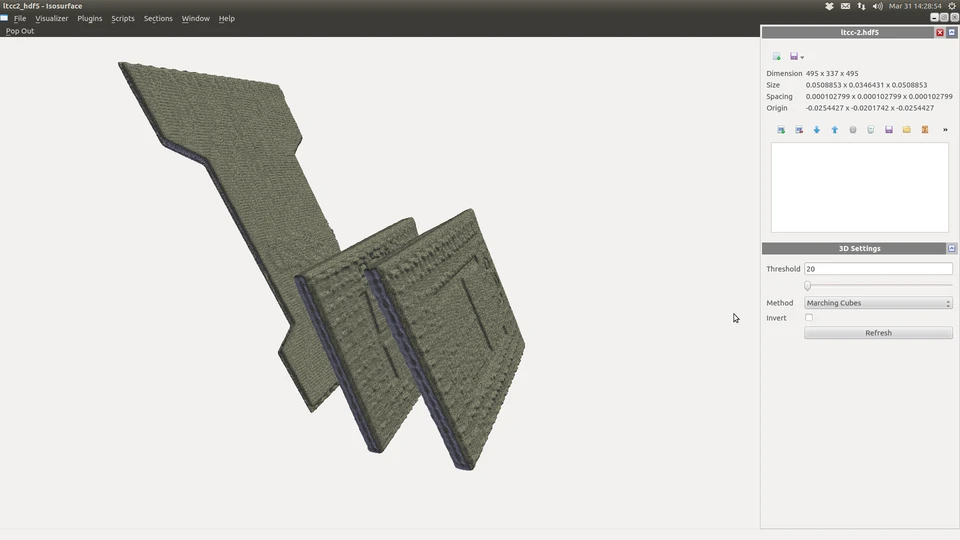 ltcc2_hdf5 - Isosurface
Mar 31 14:28:54
File Visualizer Plugins Scripts Sections Window Help
Pop Out
ltcc-2.hdf5
Dimension 495 x 337 x 495
Size 0.0508853 x 0.0346431 x 0.0508853
Spacing 0.000102799 x 0.000102799 x 0.000102799
Origin -0.0254427 x -0.0201742 x -0.0254427
3D Settings
Threshold 20
Method Marching Cubes
Invert
Refresh